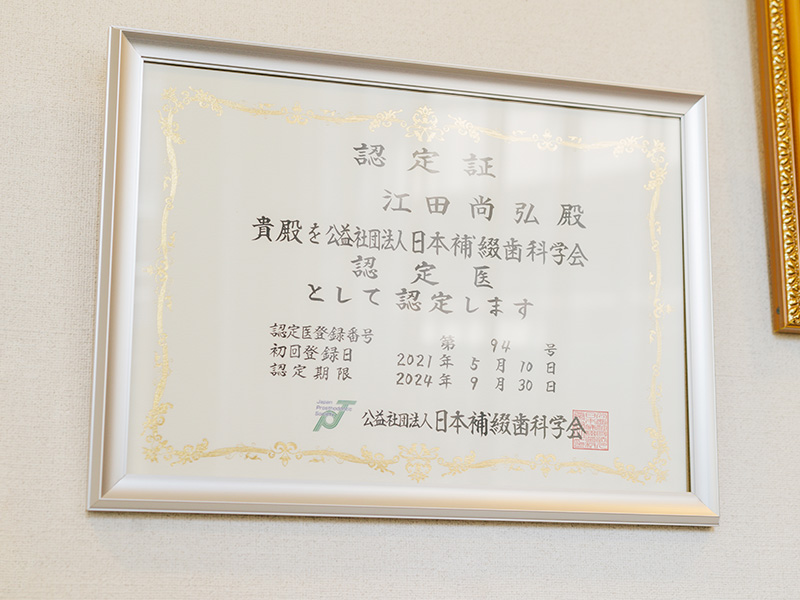 認定証
江田尚弘殿
貴殿を公益社団法人日本補綴歯科学会
認定医
として認定します
認定医登録番号 第 94 号
初回登録日 2021年 5月 10日
認定期限 2024年 9月 30日
Japan
Prosthodontic
Society
公益社団法人日本補綴歯科学会